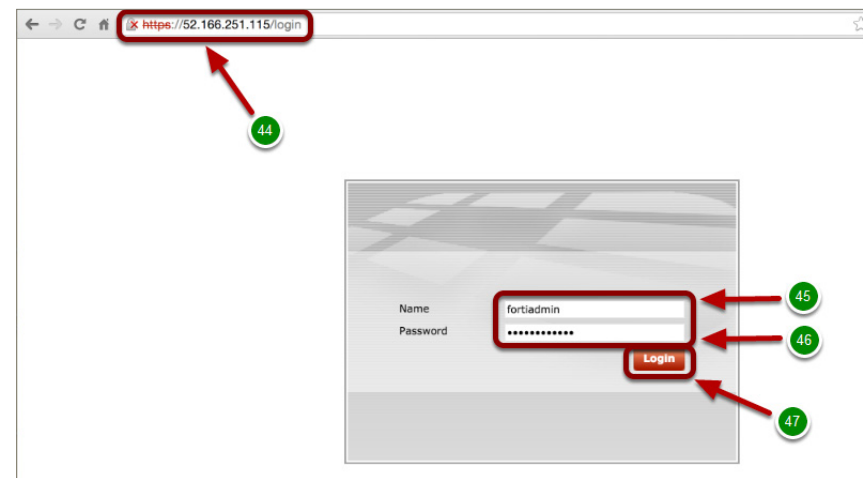 https://52.166.251.115/login
44
45
Name
fortiadmin
Password
••••••••••••
46
Login
47